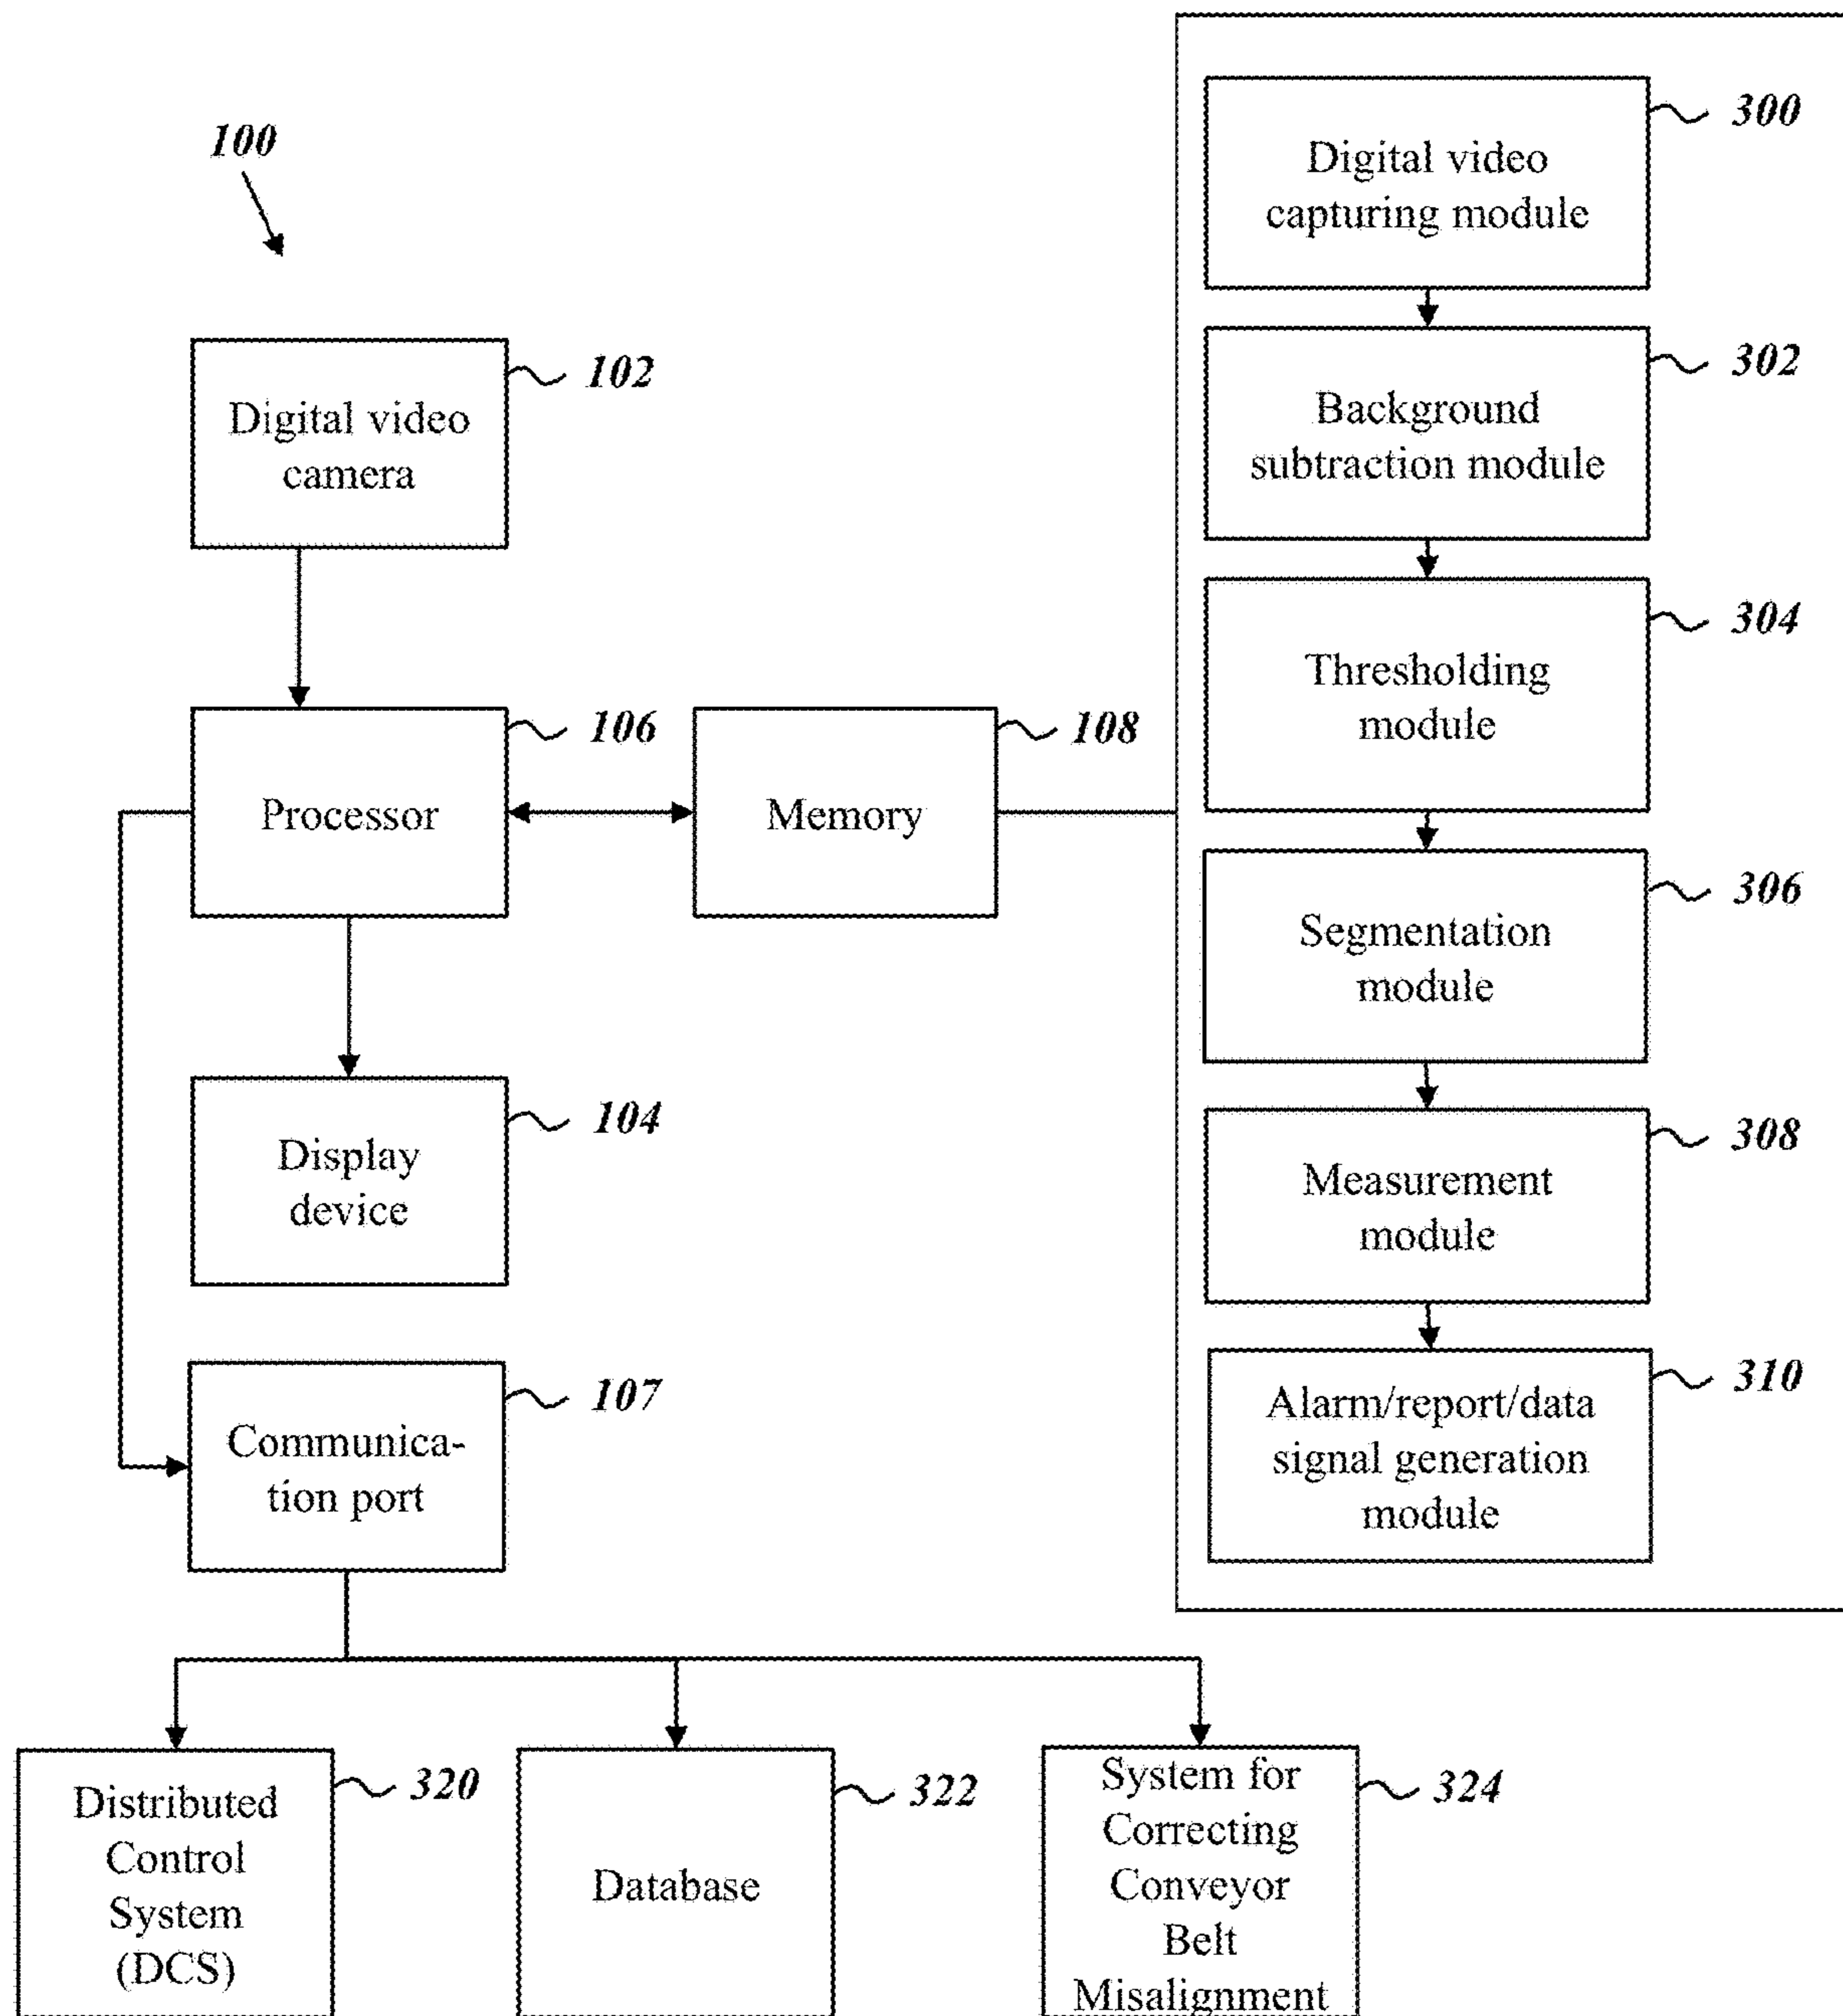 100
102
Digital video
camera
106
Processor
108
Memory
104
Display
device
107
Communica-
tion port
300
Digital video
capturing module
302
Background
subtraction module
304
Thresholding
module
306
Segmentation
module
308
Measurement
module
310
Alarm/report/data
signal generation
module
320
Distributed
Control
System
(DCS)
322
Database
324
System for
Correcting
Conveyor
Belt
Misalignment